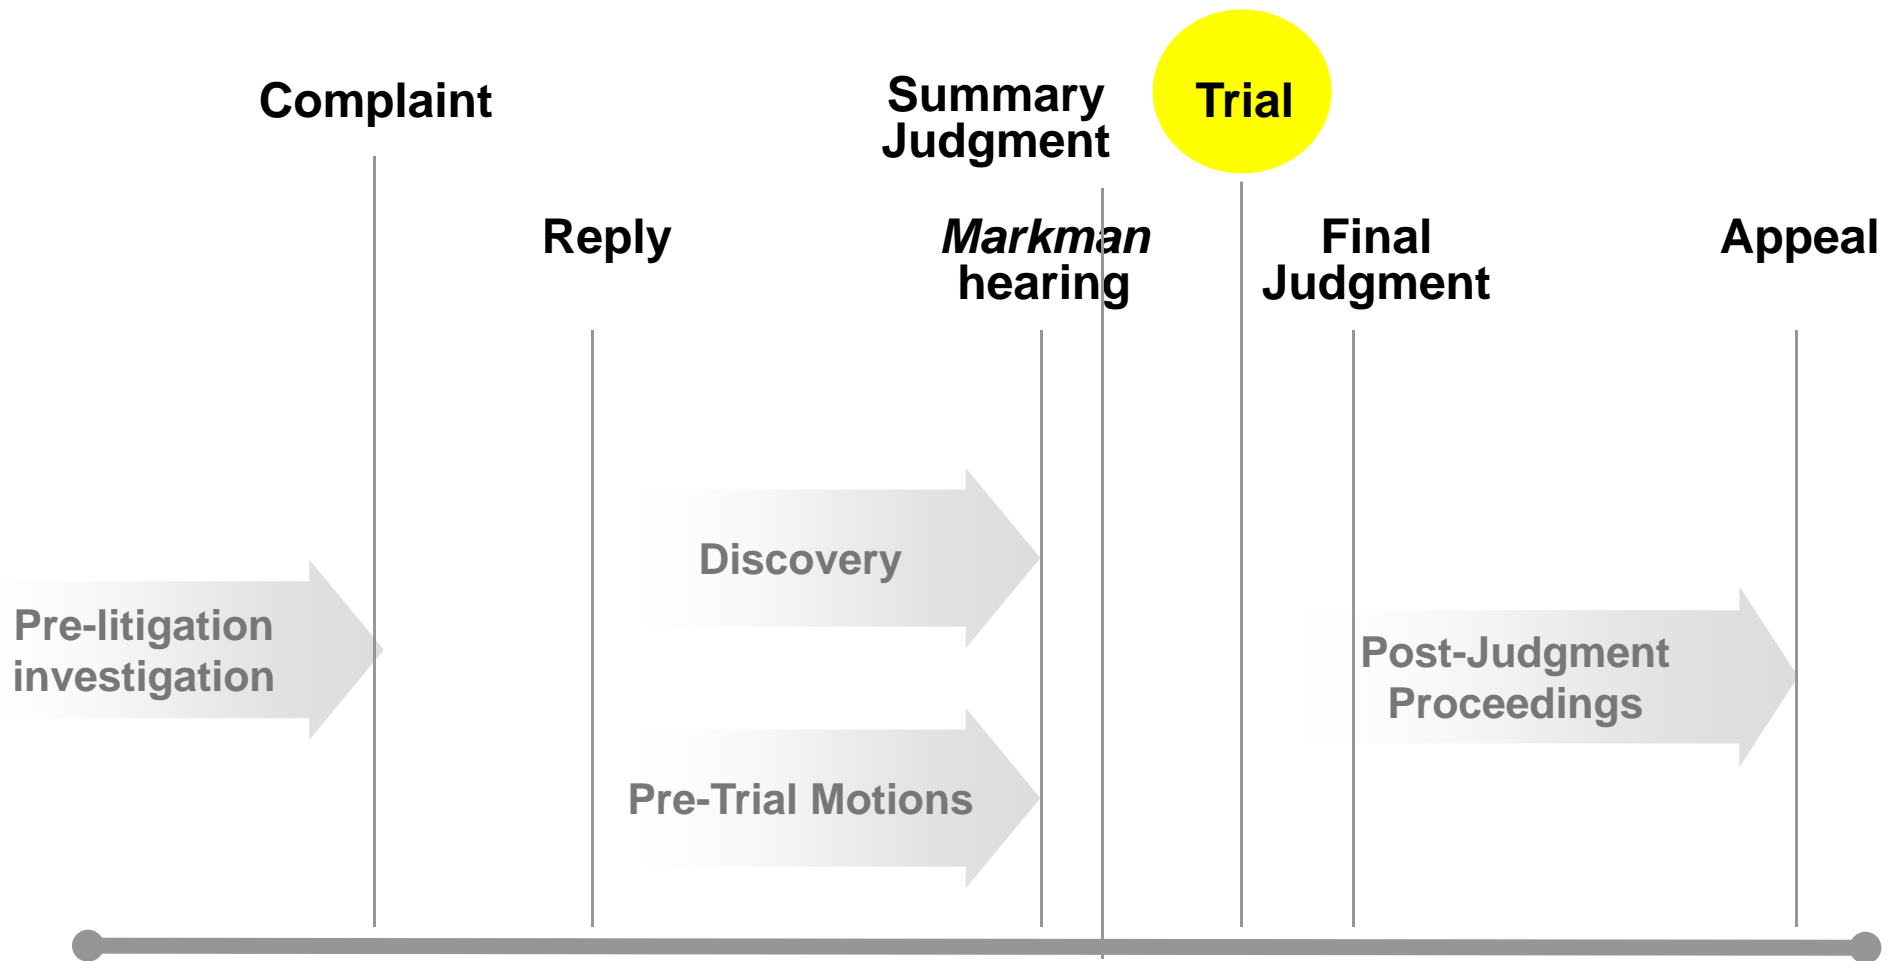 Complaint
Summary
Judgment
Trial
Reply
Markman
hearing
Final
Judgment
Appeal
Discovery
Pre-litigation
investigation
Post-Judgment
Proceedings
Pre-Trial Motions